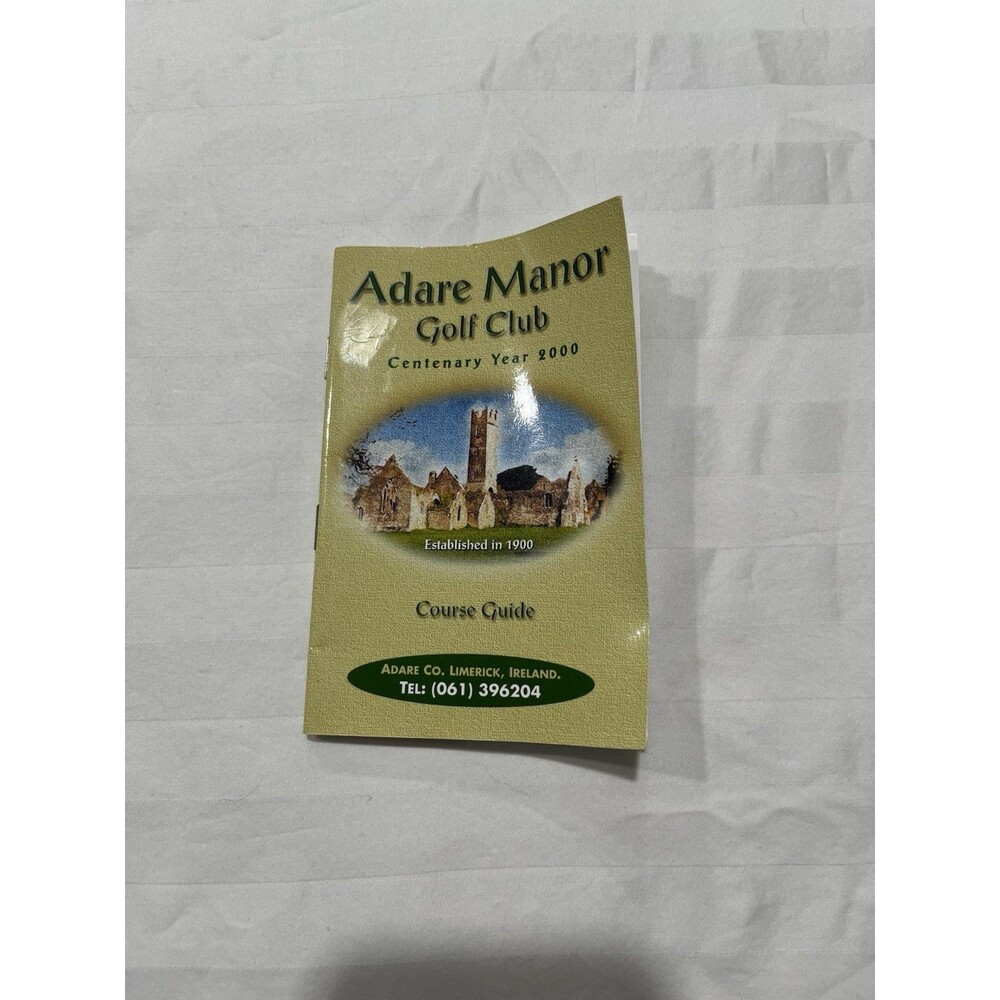 Adare Manor
Golf Club
Centenary Year 2000
Established in 1900
Course Guide
ADARE CO. LIMERICK, IRELAND.
TEL: (061) 396204